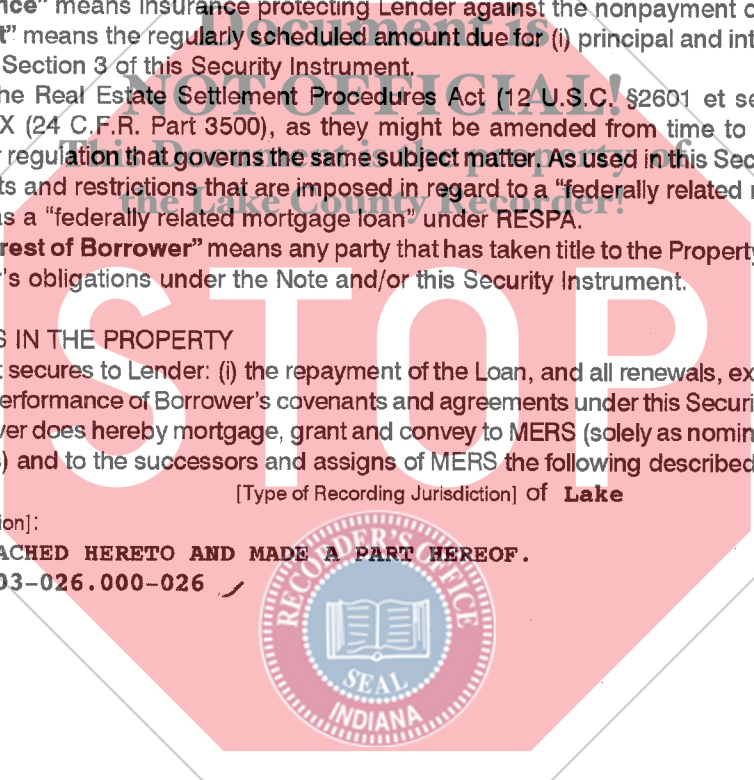 nce” means insurance protecting Lender against the nonpayment o
Document is
t” means the regularly scheduled amount due for (i) principal and int
Section 3 of this Security Instrument.
NOT OFFICIAL!
he Real Estate Settlement Procedures Act (12 U.S.C. §2601 et se
X (24 C.F.R. Part 3500), as they might be amended from time to
This Document is the property of
r regulation that governs the same subject matter. As used in this Sec
ts and restrictions that are imposed in regard to a “federally related
the Lake County Recorder!
as a “federally related mortgage loan” under RESPA.
rest of Borrower” means any party that has taken title to the Property
r’s obligations under the Note and/or this Security Instrument.
STOP
S IN THE PROPERTY
t secures to Lender: (i) the repayment of the Loan, and all renewals, ex
erformance of Borrower’s covenants and agreements under this Securi
ver does hereby mortgage, grant and convey to MERS (solely as nomin
) and to the successors and assigns of MERS the following described
[Type of Recording Jurisdiction] of Lake
ion]:
ACHED HERETO AND MADE A PART HEREOF.
03-026.000-026
RECORDER'S OFFICE
SEAL
INDIANA